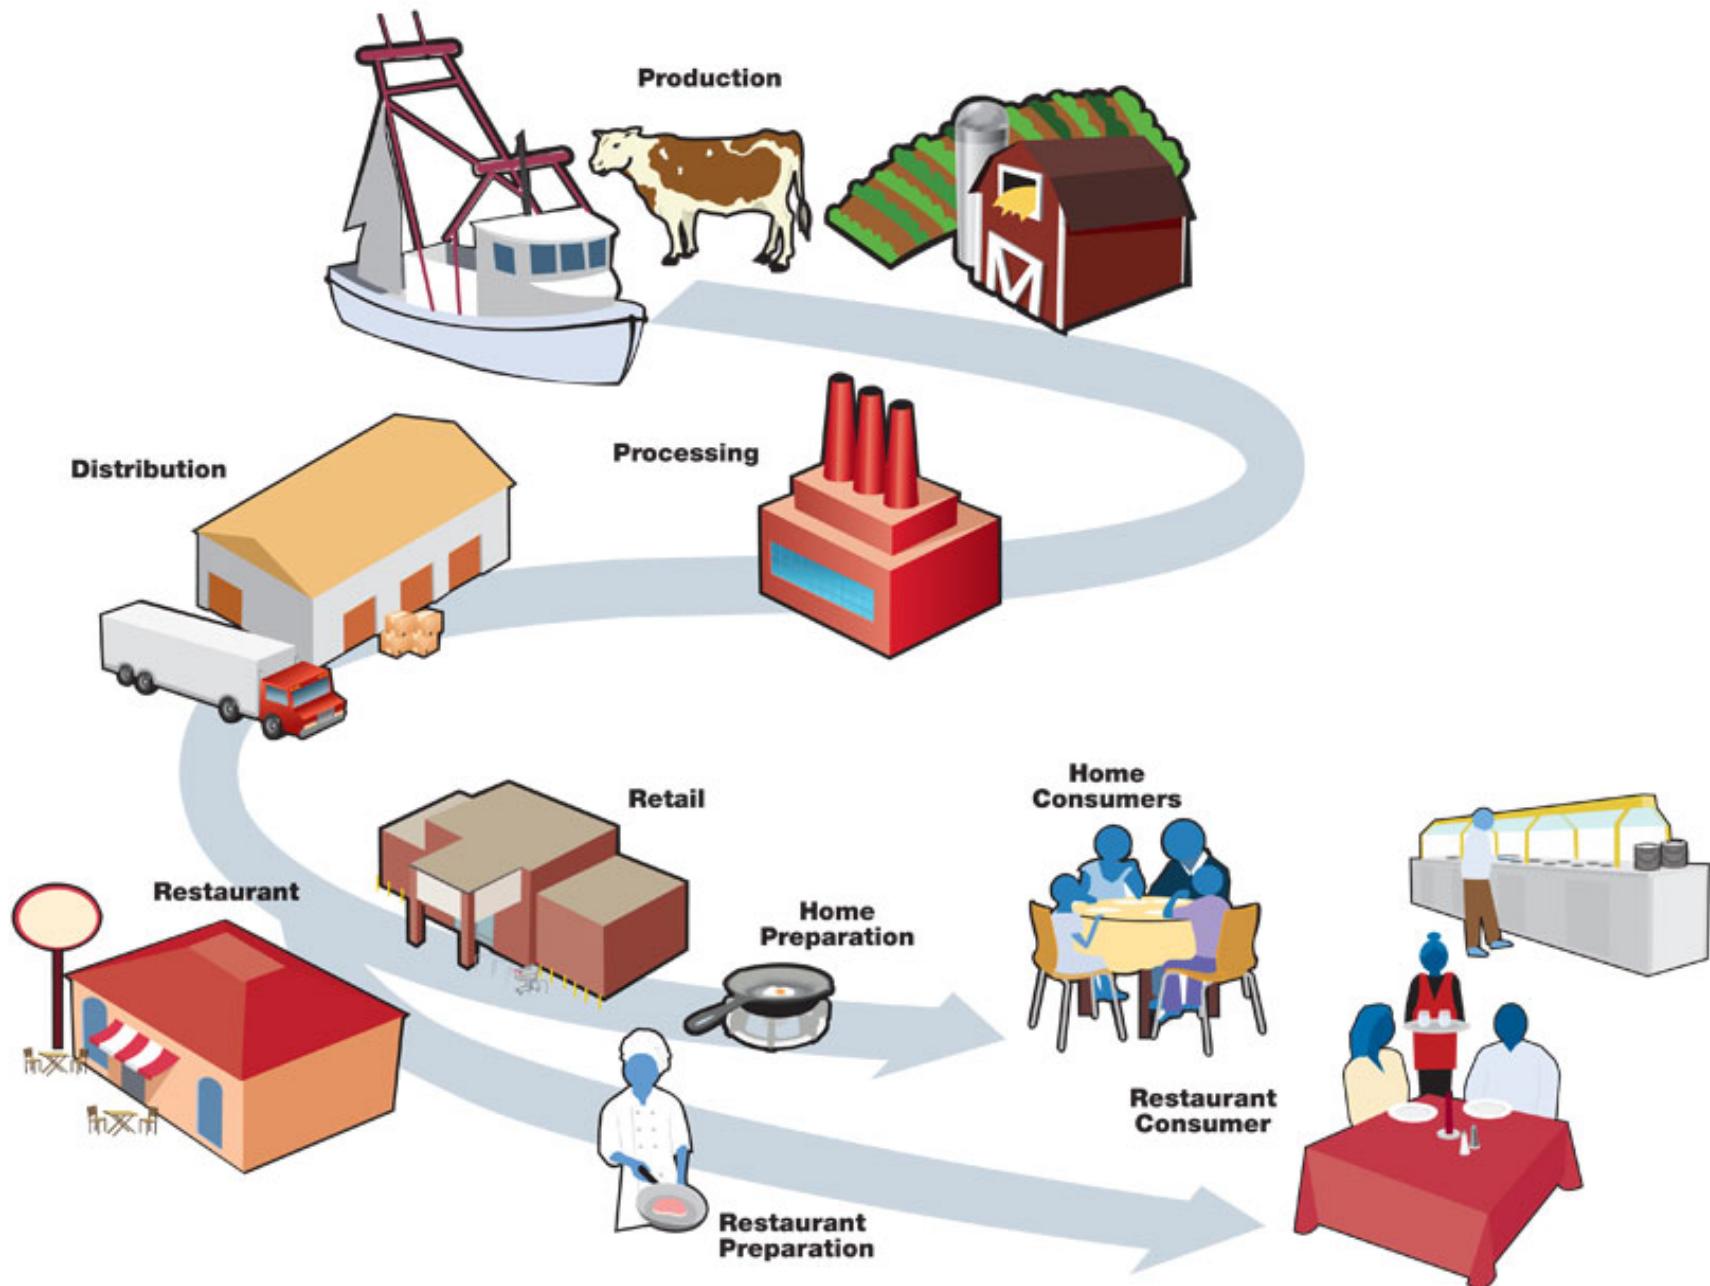 Production
Processing
Distribution
Retail
Home
Consumers
Restaurant
Home
Preparation
Restaurant
Consumer
Restaurant
Preparation